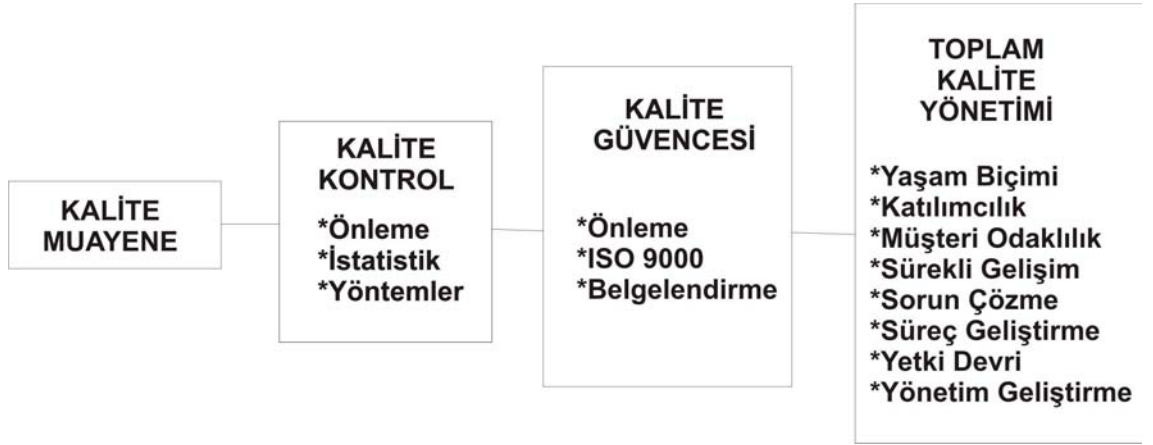 KALİTE
MUAYENE
KALİTE
KONTROL
*Önleme
*İstatistik
*Yöntemler
KALİTE
GÜVENCESİ
*Önleme
*ISO 9000
*Belgelendirme
TOPLAM
KALİTE
YÖNETİMİ
*Yaşam Biçimi
*Katılımcılık
*Müşteri Odaklılık
*Sürekli Gelişim
*Sorun Çözme
*Süreç Geliştirme
*Yetki Devri
*Yönetim Geliştirme